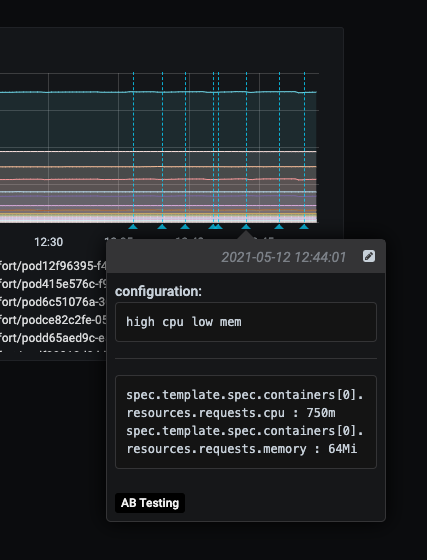 12:30
2021-05-12 12:44:01
fort/pod12f96395-f4
configuration:
fort/pod415e576c-f9
high cpu low mem
fort/pod6c51076a-3
fort/podce82c2fe-05
fort/podd65aed9c-e
spec.template.spec.containers[0].
resources.requests.cpu : 750m
spec.template.spec.containers[0].
resources.requests.memory : 64Mi
AB Testing